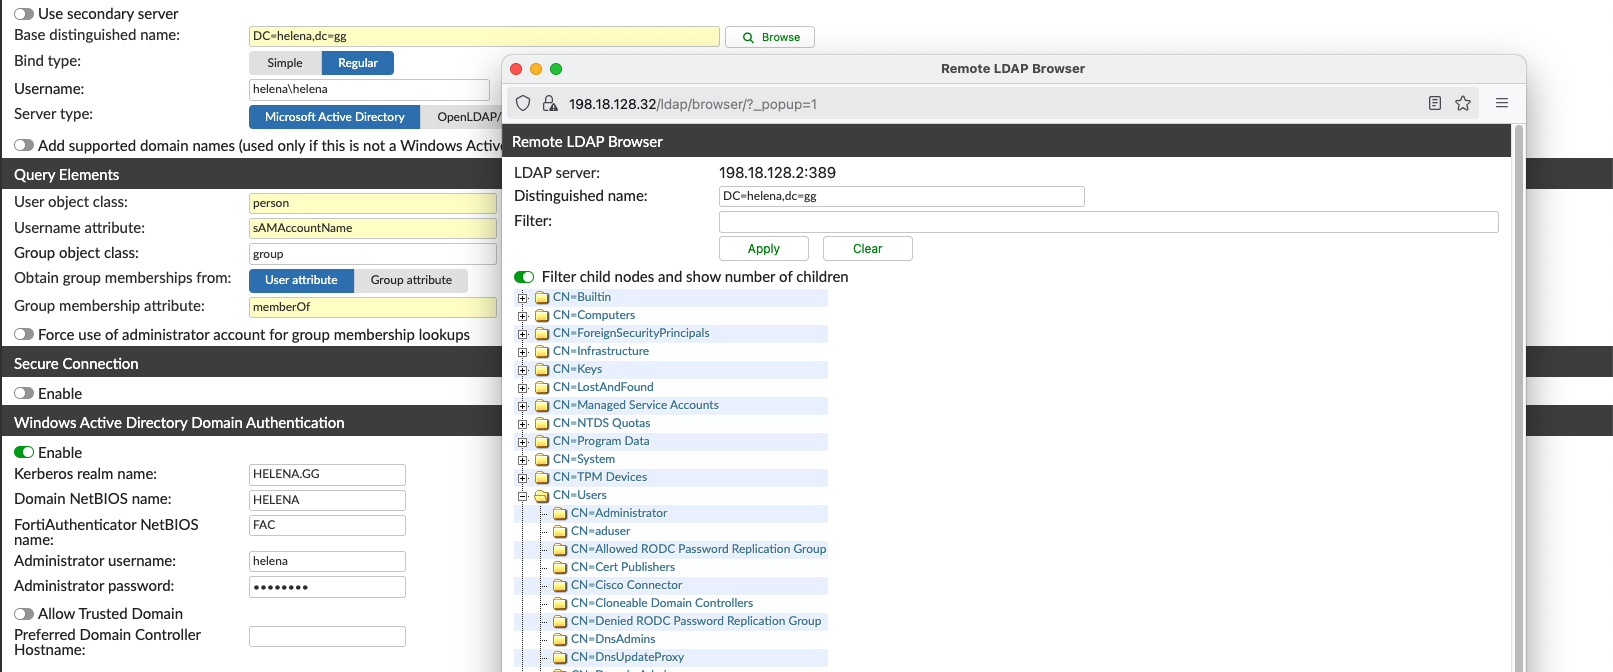 Use secondary server
Base distinguished name:
DC=helena,dc=gg
Browse
Bind type:
Simple
Regular
Username:
helena\helena
Server type:
Microsoft Active Directory
OpenLDAP/
Add supported domain names (used only if this is not a Windows Active
Query Elements
User object class:
person
Username attribute:
sAMAccountName
Group object class:
group
Obtain group memberships from:
User attribute
Group attribute
Group membership attribute:
memberOf
Force use of administrator account for group membership lookups
Secure Connection
Enable
Windows Active Directory Domain Authentication
Enable
Kerberos realm name:
HELENA.GG
Domain NetBIOS name:
HELENA
FortiAuthenticator NetBIOS
name:
FAC
Administrator username:
helena
Administrator password:
••••••••
Allow Trusted Domain
Preferred Domain Controller
Hostname:
Remote LDAP Browser
198.18.128.32/ldap/browser/?_popup=1
Remote LDAP Browser
LDAP server:
198.18.128.2:389
Distinguished name:
DC=helena,dc=gg
Filter:
Apply
Clear
Filter child nodes and show number of children
CN=Builtin
CN=Computers
CN=ForeignSecurityPrincipals
CN=Infrastructure
CN=Keys
CN=LostAndFound
CN=Managed Service Accounts
CN=NTDS Quotas
CN=Program Data
CN=System
CN=TPM Devices
CN=Users
CN=Administrator
CN=aduser
CN=Allowed RODC Password Replication Group
CN=Cert Publishers
CN=Cisco Connector
CN=Cloneable Domain Controllers
CN=Denied RODC Password Replication Group
CN=DnsAdmins
CN=DnsUpdateProxy